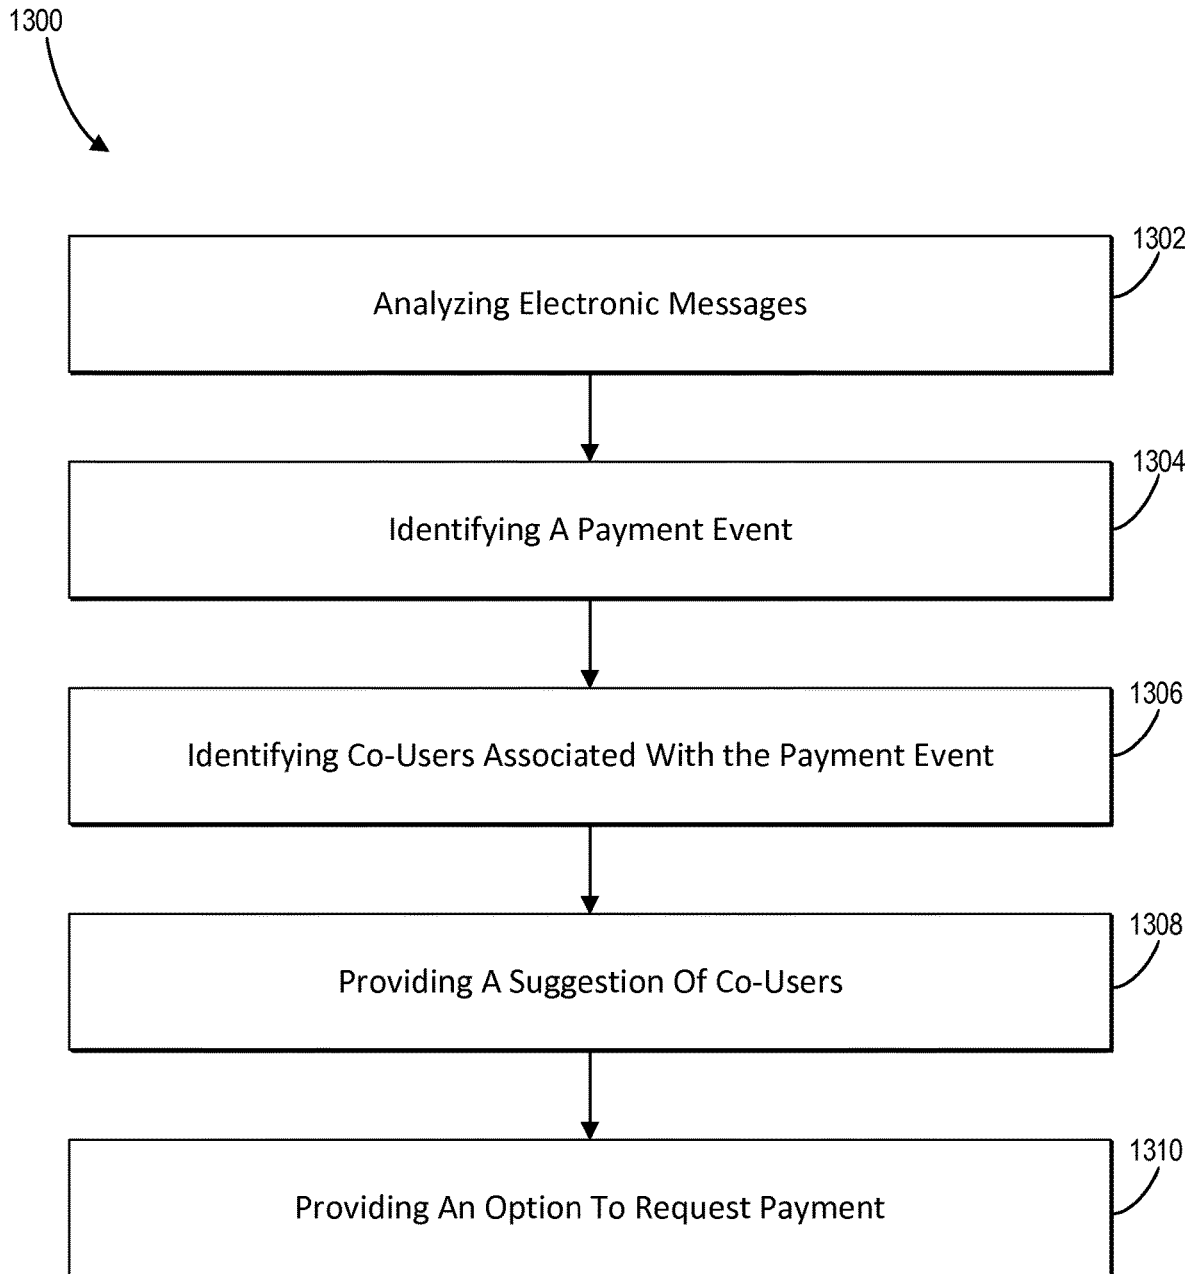 1300
1302
Analyzing Electronic Messages
1304
Identifying A Payment Event
1306
Identifying Co-Users Associated With the Payment Event
1308
Providing A Suggestion Of Co-Users
1310
Providing An Option To Request Payment